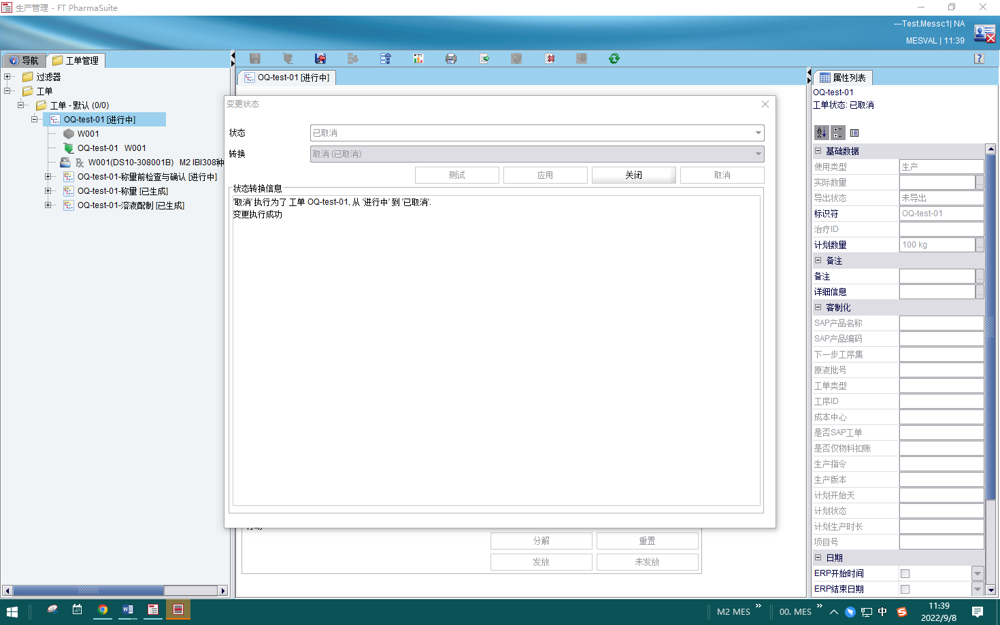 生产管理 - FT PharmaSuite
---Test.Messc1| NA
MESVAL | 11:39
导航
工单管理
过滤器
工单
工单 - 默认 (0/0)
OQ-test-01 [进行中]
W001
OQ-test-01 W001
W001(DS10-308001B) M2 IBI308种
OQ-test-01-称量前检查与确认 [进行中]
OQ-test-01-称量 [已生成]
OQ-test-01-溶液配制 [已生成]
OQ-test-01 [进行中]
变更状态
状态
已取消
转换
取消 (已取消)
测试
应用
关闭
取消
状态转换信息
'取消' 执行为了 工单 OQ-test-01, 从 '进行中' 到 '已取消'.
变更执行成功
分解
重置
发放
未发放
?
属性列表
OQ-test-01
工单状态: 已取消
基础数据
使用类型 生产
实际数量
导出状态 未导出
标识符 OQ-test-01
治疗ID
计划数量 100 kg
备注
备注
详细信息
客制化
SAP产品名称
SAP产品编码
下一步工序集
原液批号
工单类型
工序ID
成本中心
是否SAP工单
是否仅物料扣账
生产指令
生产版本
计划开始天
计划状态
计划生产时长
项目号
日期
ERP开始时间
ERP结束日期
M2 MES
00. MES
中
11:39
2022/9/8